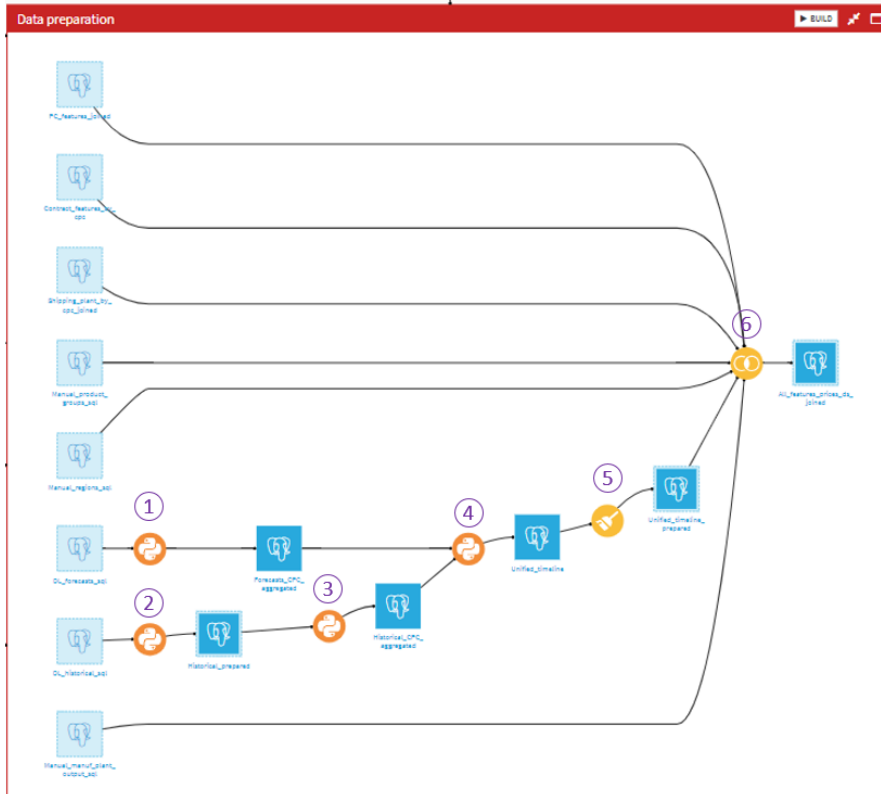 Data preparation
BUILD
PC_features_joined
Contract_features_by_
cpc
Shipping_plant_by_
cpc_joined
6
Manual_product_
groups_sql
All_features_prices_ds_
joined
Manual_regions_sql
1
4
5
DL_forecasts_sql
Forecasts_CPC_
aggregated
Unified_timeline
Unified_timeline_
prepared
2
3
DL_historical_sql
Historical_prepared
Historical_CPC_
aggregated
Manual_manuf_plant_
output_sql